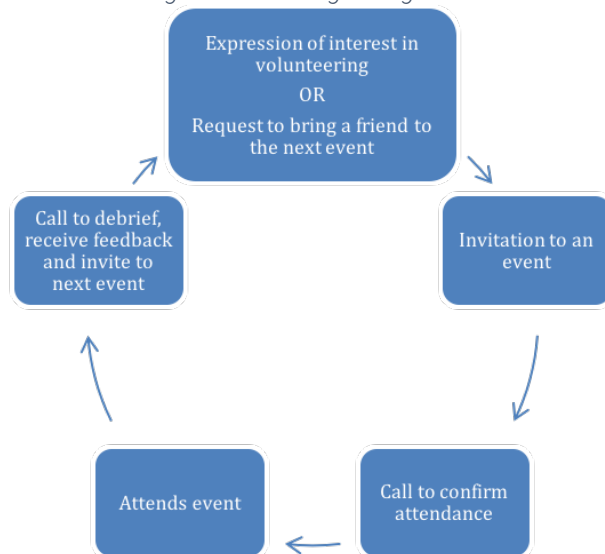 Expression of interest in
volunteering
OR
Request to bring a friend to
the next event
Invitation to an
event
Call to confirm
attendance
Attends event
Call to debrief,
receive feedback
and invite to
next event